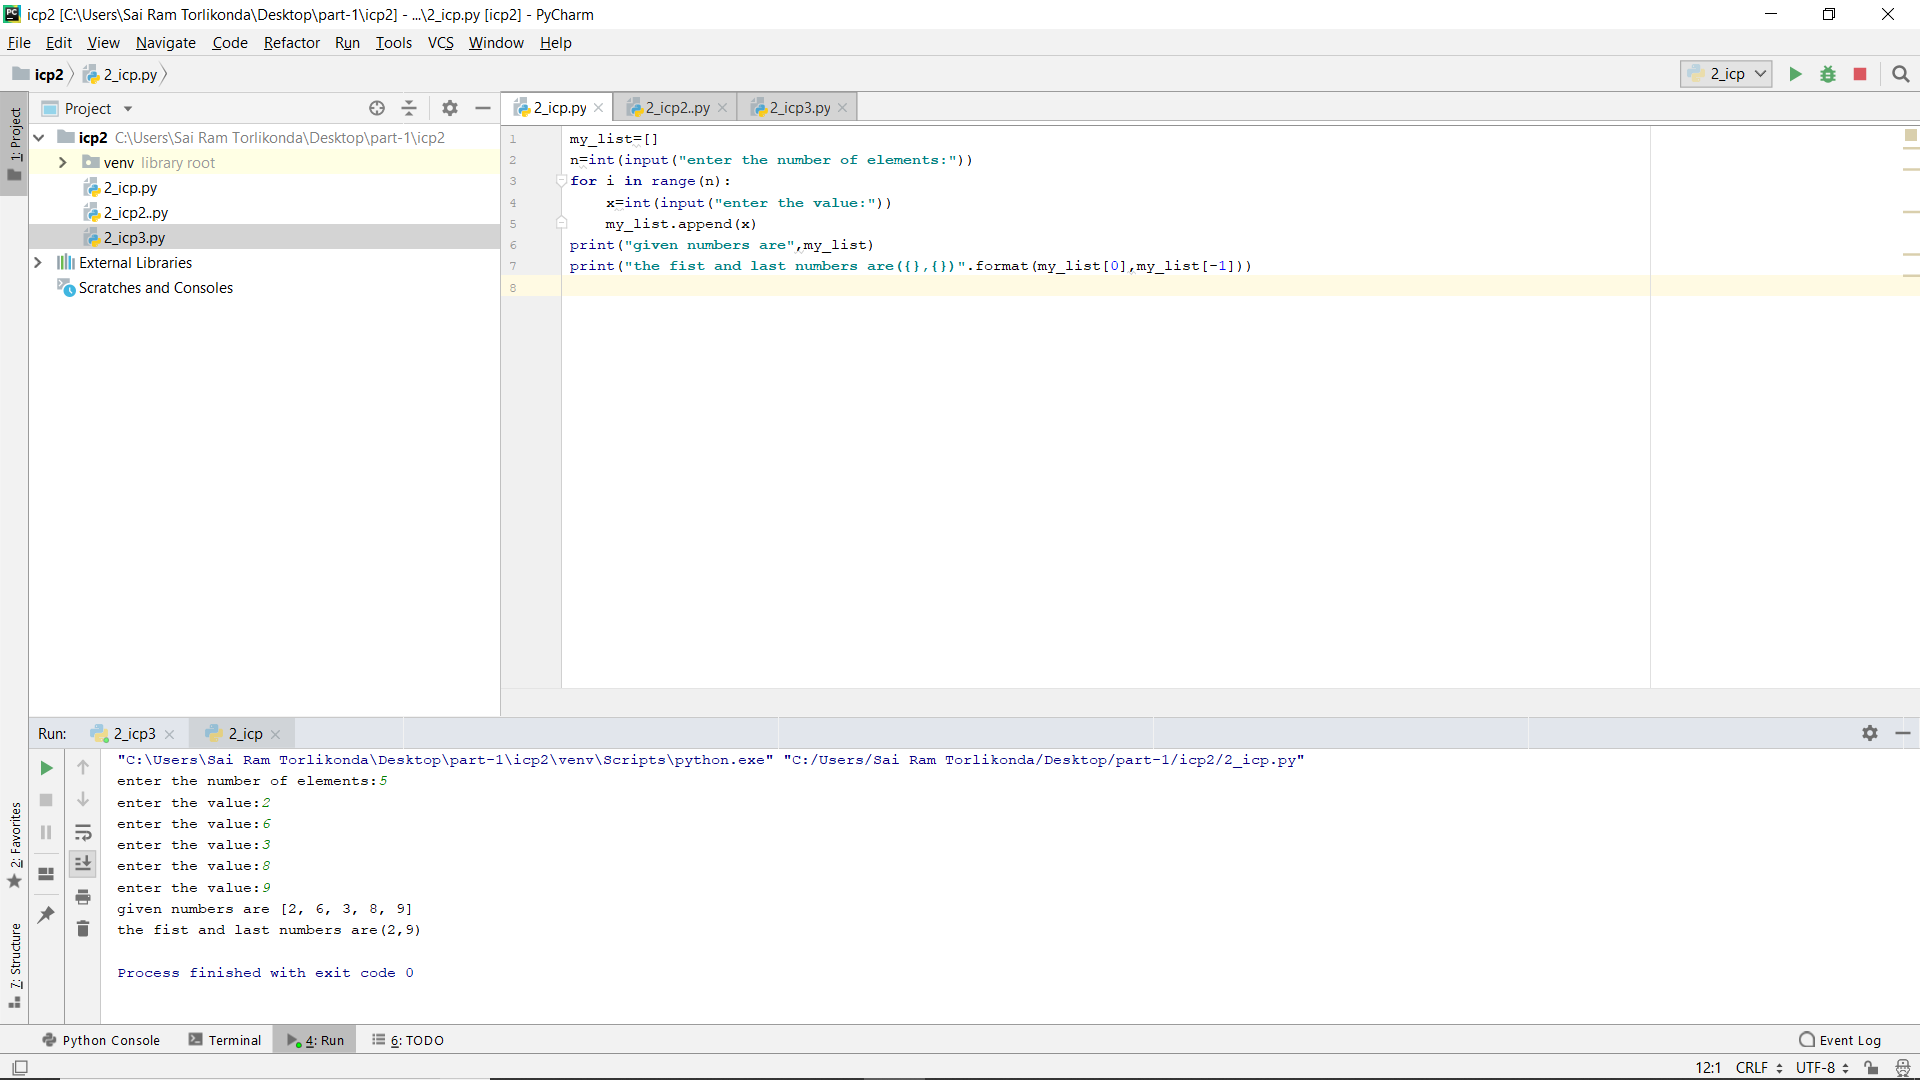 icp2 [C:\Users\Sai Ram Torlikonda\Desktop\part-1\icp2] - ...\2_icp.py [icp2] - PyCharm
File Edit View Navigate Code Refactor Run Tools VCS Window Help
icp2 2_icp.py 2_icp
1: Project
Project
2_icp.py 2_icp2..py 2_icp3.py
icp2 C:\Users\Sai Ram Torlikonda\Desktop\part-1\icp2
venv library root
2_icp.py
2_icp2..py
2_icp3.py
External Libraries
Scratches and Consoles
1 my_list=[]
2 n=int(input("enter the number of elements:"))
3 for i in range(n):
4     x=int(input("enter the value:"))
5     my_list.append(x)
6 print("given numbers are",my_list)
7 print("the fist and last numbers are({},{})".format(my_list[0],my_list[-1]))
8
Run: 2_icp3 2_icp
"C:\Users\Sai Ram Torlikonda\Desktop\part-1\icp2\venv\Scripts\python.exe" "C:/Users/Sai Ram Torlikonda/Desktop/part-1/icp2/2_icp.py"
enter the number of elements:5
enter the value:2
enter the value:6
enter the value:3
enter the value:8
enter the value:9
given numbers are [2, 6, 3, 8, 9]
the fist and last numbers are(2,9)
Process finished with exit code 0
2: Favorites
7: Structure
Python Console Terminal 4: Run 6: TODO Event Log
12:1 CRLF UTF-8